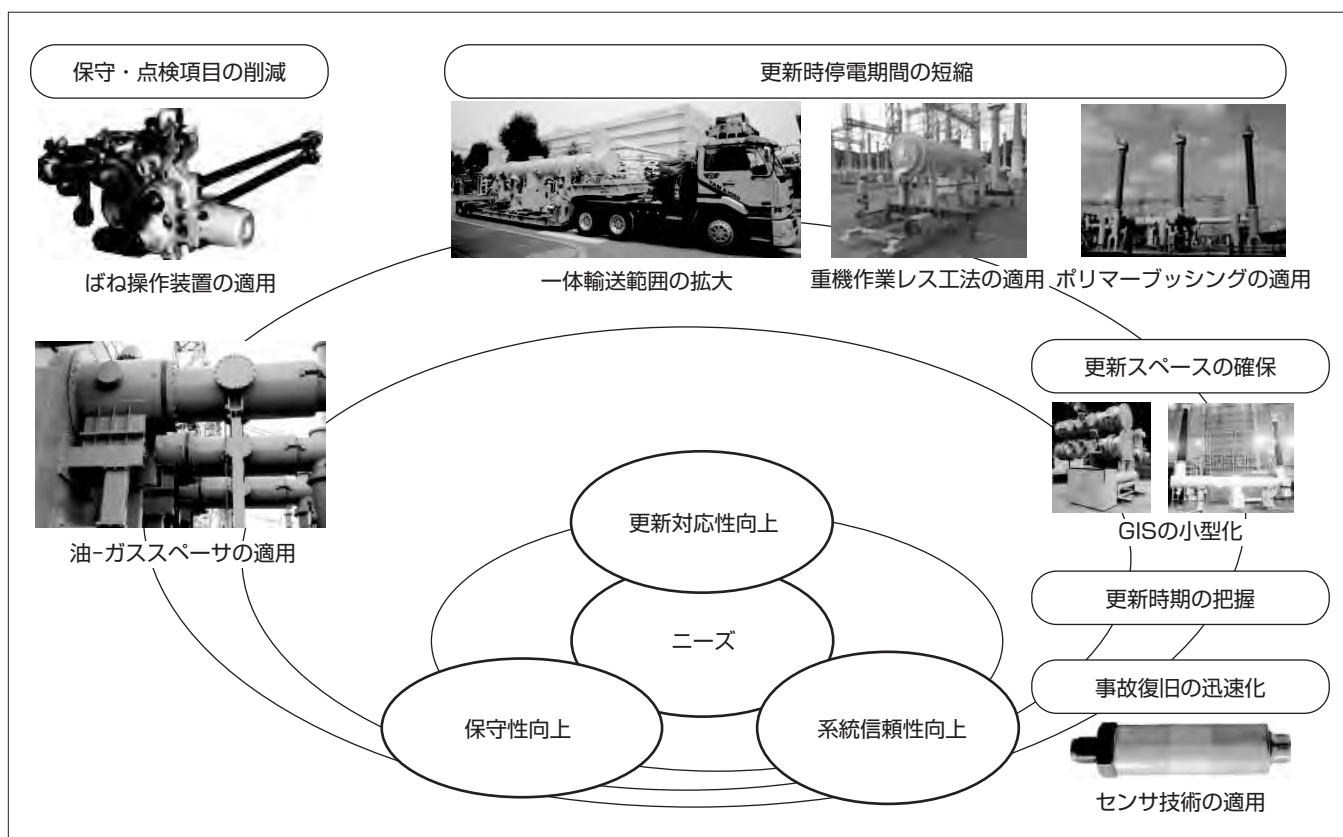 保守・点検項目の削減
更新時停電期間の短縮
ばね操作装置の適用
一体輸送範囲の拡大
重機作業レス工法の適用
ポリマーブッシングの適用
更新スペースの確保
油-ガススペーサの適用
GISの小型化
更新対応性向上
更新時期の把握
ニーズ
事故復旧の迅速化
保守性向上
系統信頼性向上
センサ技術の適用